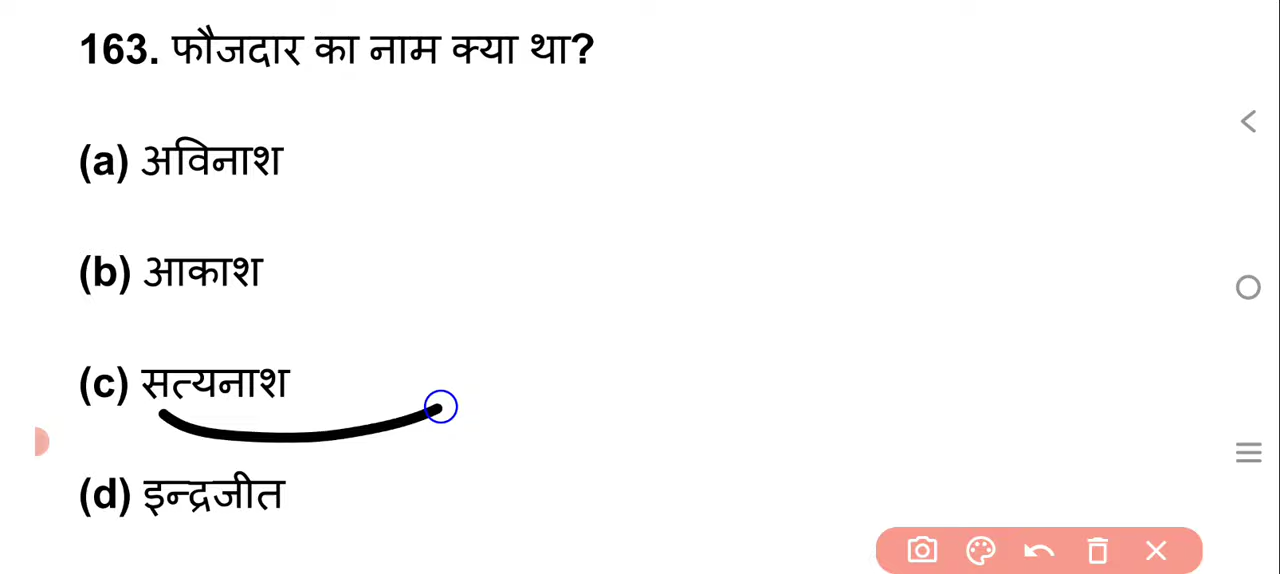 163. फौजदार का नाम क्या था?
(a) अविनाश
(b) आकाश
(c) सत्यनाश
(d) इन्द्रजीत